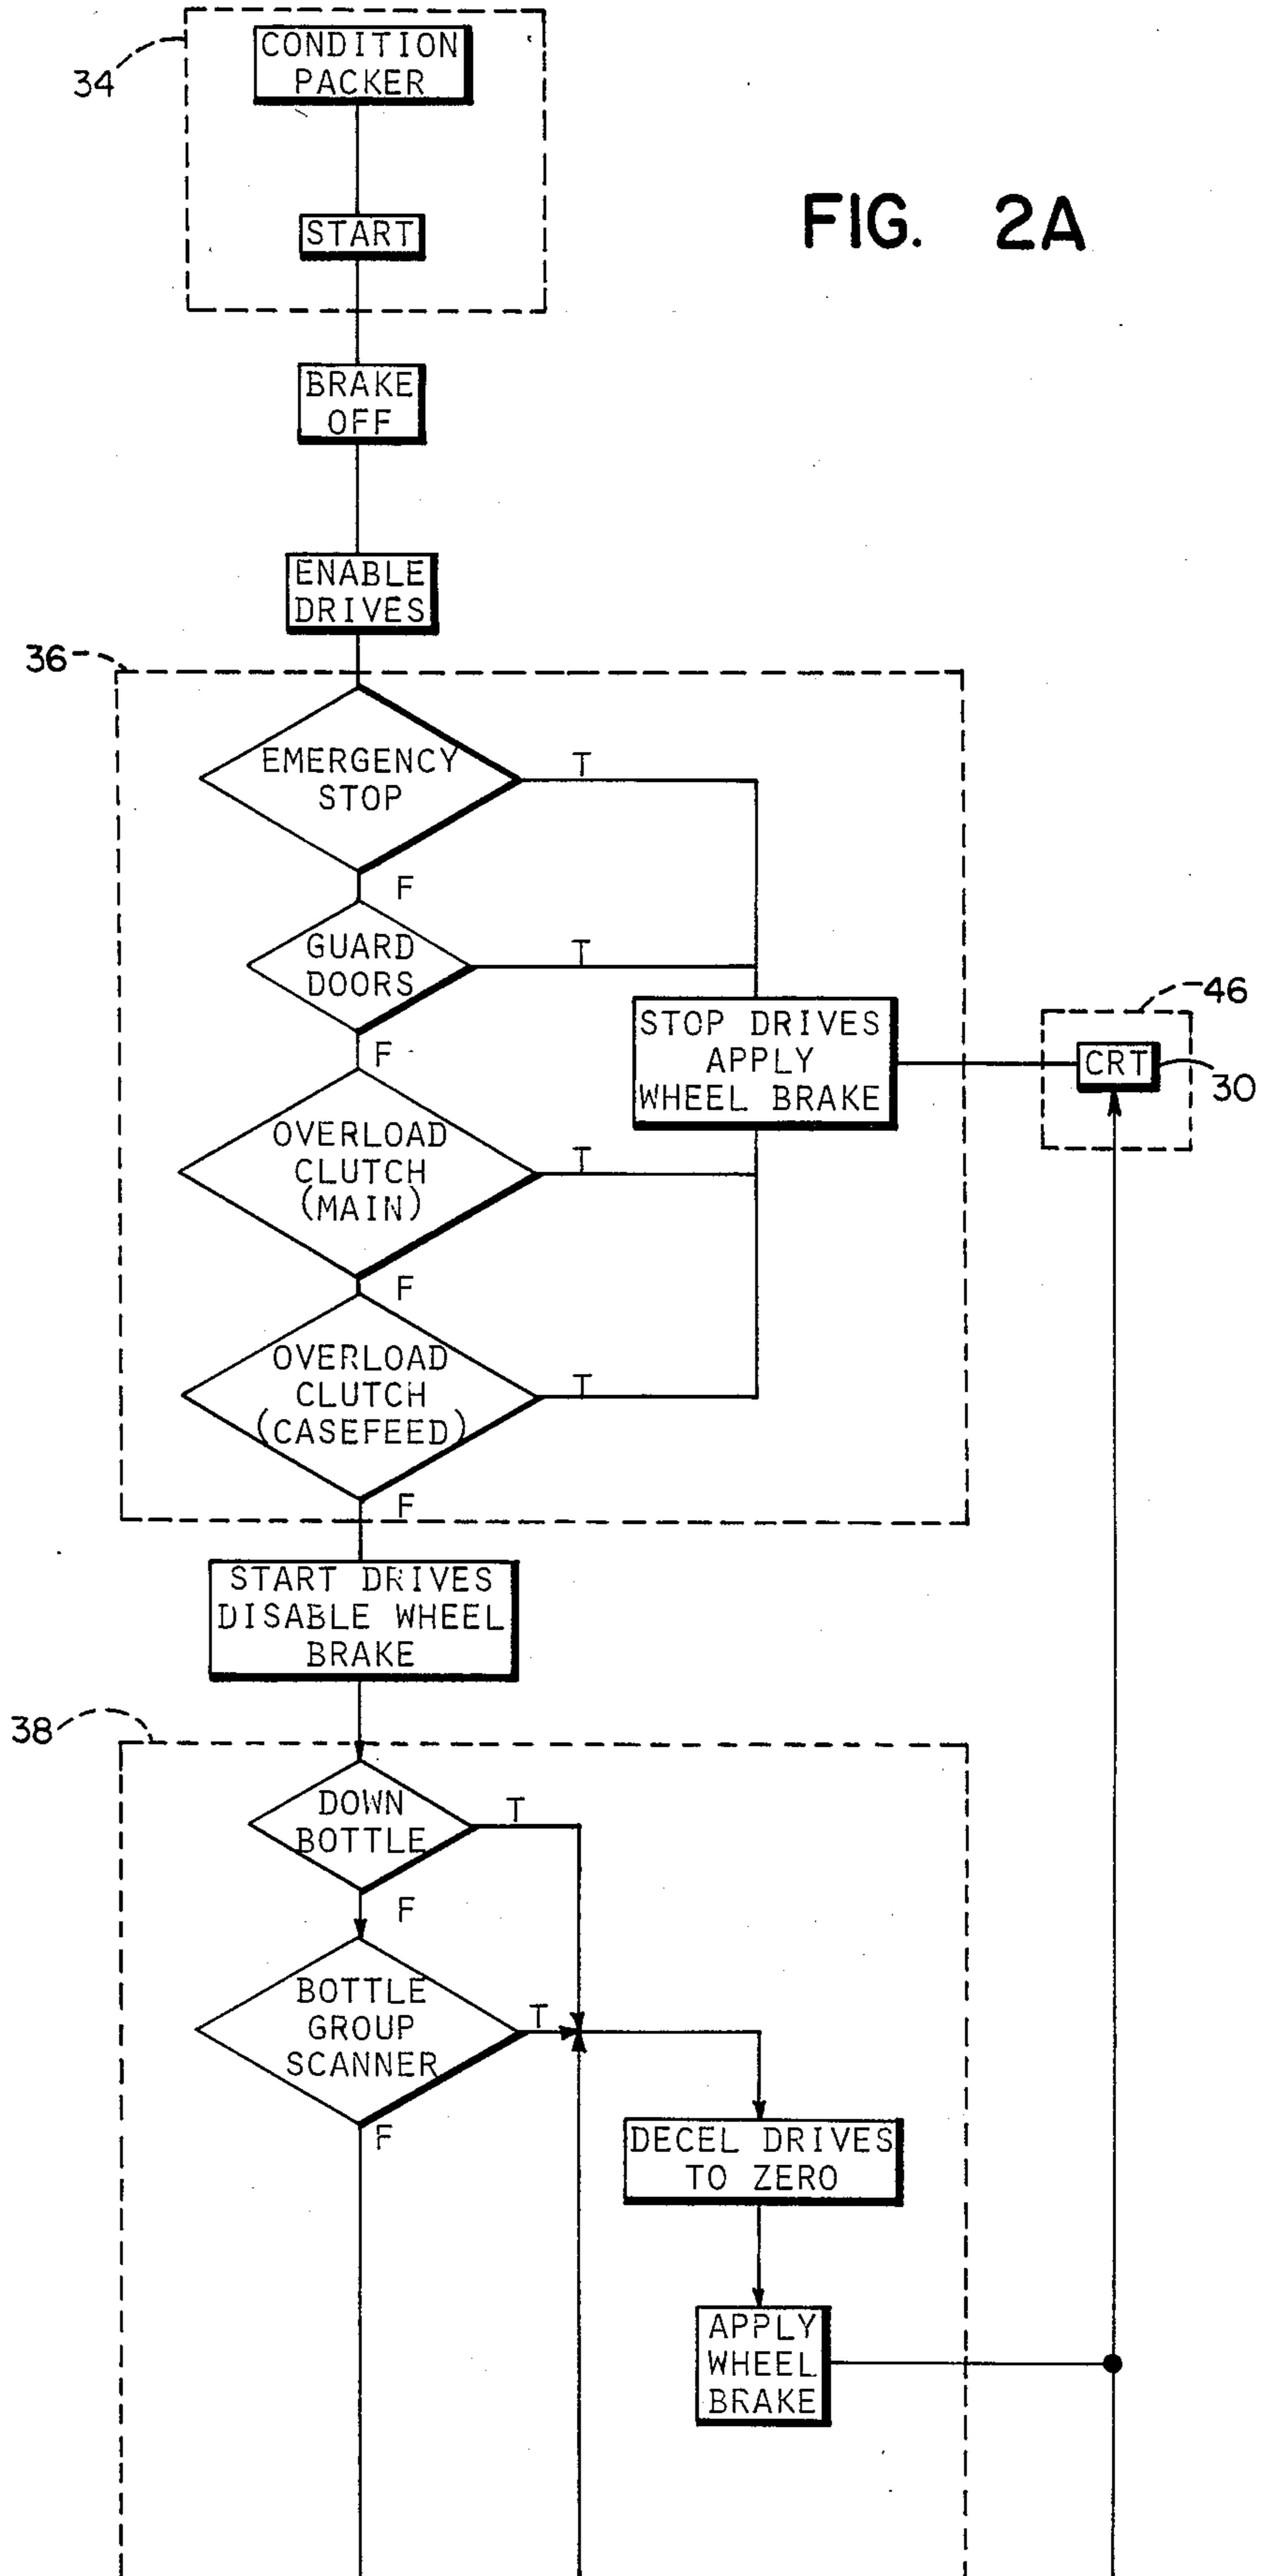 CONDITION
PACKER
34
START
FIG. 2A
BRAKE
OFF
ENABLE
DRIVES
36
EMERGENCY
STOP
T
F
GUARD
DOORS
T
F
STOP DRIVES
APPLY
WHEEL BRAKE
46
CRT
30
OVERLOAD
CLUTCH
(MAIN)
T
F
OVERLOAD
CLUTCH
(CASEFEED)
T
F
START DRIVES
DISABLE WHEEL
BRAKE
38
DOWN
BOTTLE
T
F
BOTTLE
GROUP
SCANNER
T
F
DECEL DRIVES
TO ZERO
APPLY
WHEEL
BRAKE